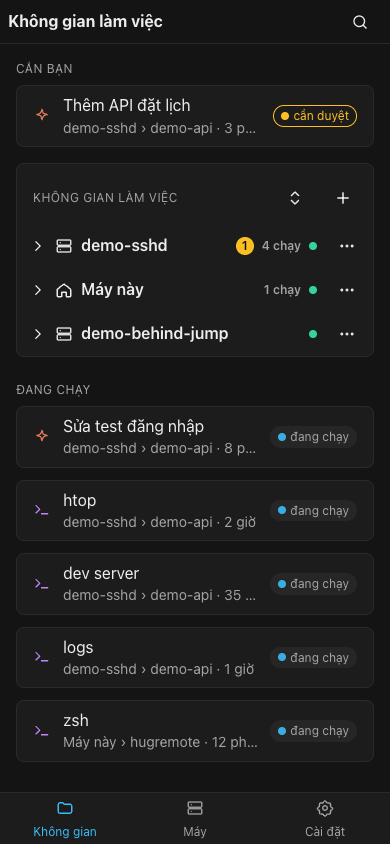 Không gian làm việc
CẦN BẠN
Thêm API đặt lịch
demo-sshd › demo-api · 3 p...
cần duyệt
KHÔNG GIAN LÀM VIỆC
demo-sshd 1 4 chạy
Máy này 1 chạy
demo-behind-jump
ĐANG CHẠY
Sửa test đăng nhập
demo-sshd › demo-api · 8 p...
đang chạy
htop
demo-sshd › demo-api · 2 giờ
đang chạy
dev server
demo-sshd › demo-api · 35 ...
đang chạy
logs
demo-sshd › demo-api · 1 giờ
đang chạy
zsh
Máy này › hugremote · 12 ph...
đang chạy
Không gian Máy Cài đặt